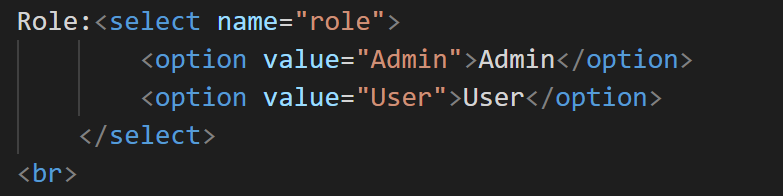 Role:<select name="role">
<option value="Admin">Admin</option>
<option value="User">User</option>
</select>
<br>